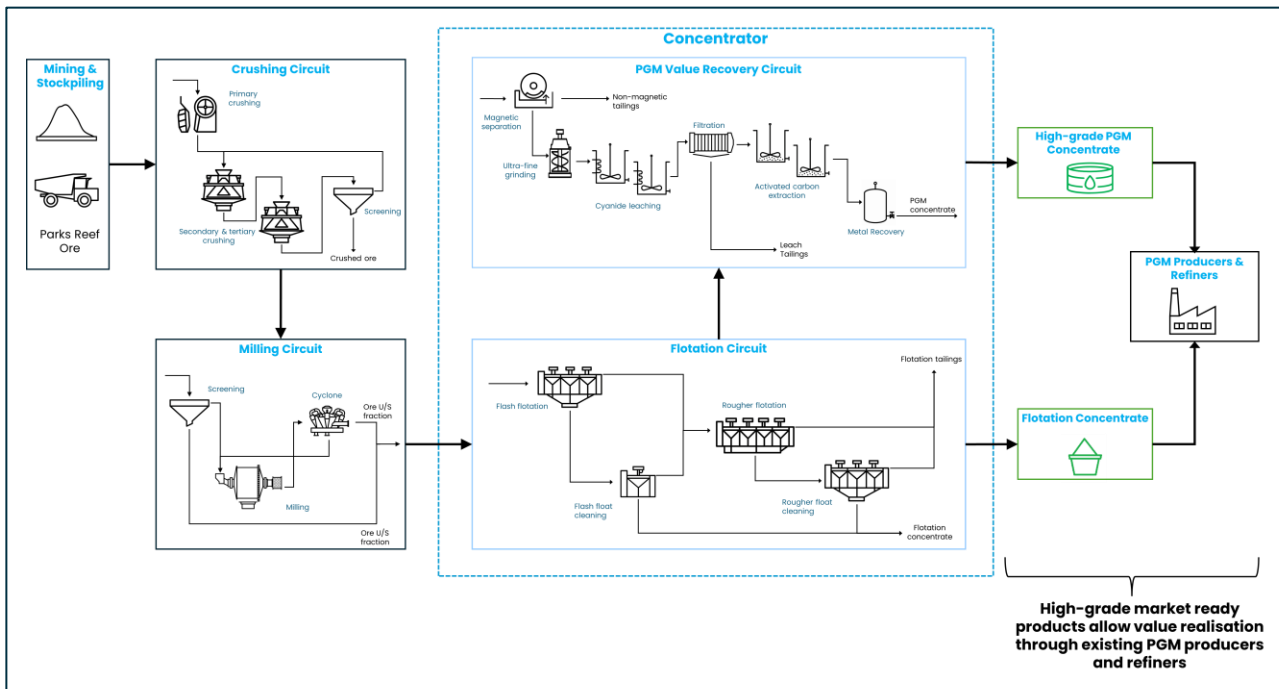 Concentrator
Mining &
Stockpiling
Parks Reef
Ore
Crushing Circuit
Primary
crushing
Secondary & tertiary
crushing
Screening
Crushed ore
PGM Value Recovery Circuit
Magnetic
separation
Non-magnetic
tailings
Ultra-fine
grinding
Cyanide leaching
Filtration
Leach
Tailings
Activated carbon
extraction
Metal Recovery
PGM
concentrate
High-grade PGM
Concentrate
PGM Producers &
Refiners
Milling Circuit
Screening
Cyclone
Milling
Ore U/S
fraction
Ore U/S
fraction
Flotation Circuit
Flash flotation
Flash float
cleaning
Rougher flotation
Rougher float
cleaning
Flotation tailings
Flotation
concentrate
Flotation Concentrate
High-grade market ready
products allow value realisation
through existing PGM producers
and refiners